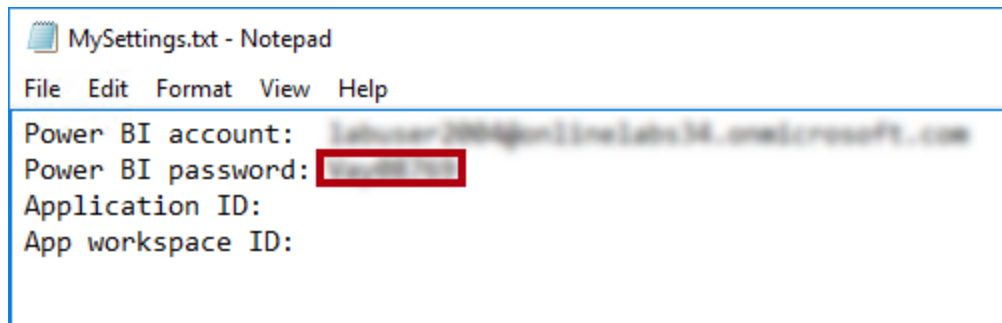 MySettings.txt - Notepad
File Edit Format View Help
Power BI account:
Power BI password:
Application ID:
App workspace ID: